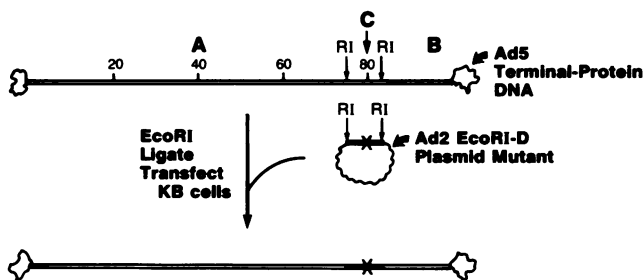 C
A
B
RI
RI
Ad5
Terminal-Protein
DNA
20
40
60
80
RI
RI
EcoRI
Ligate
Transfect
KB cells
Ad2 EcoRI-D
Plasmid Mutant